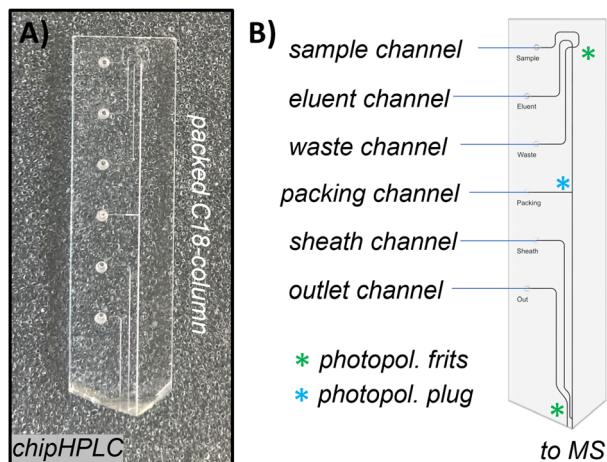 A)
packed C18-column
chipHPLC
B)
sample channel
Sample
eluent channel
Eluent
waste channel
Waste
packing channel
Packing
sheath channel
Sheath
outlet channel
Out
* photopol. frits
* photopol. plug
to MS